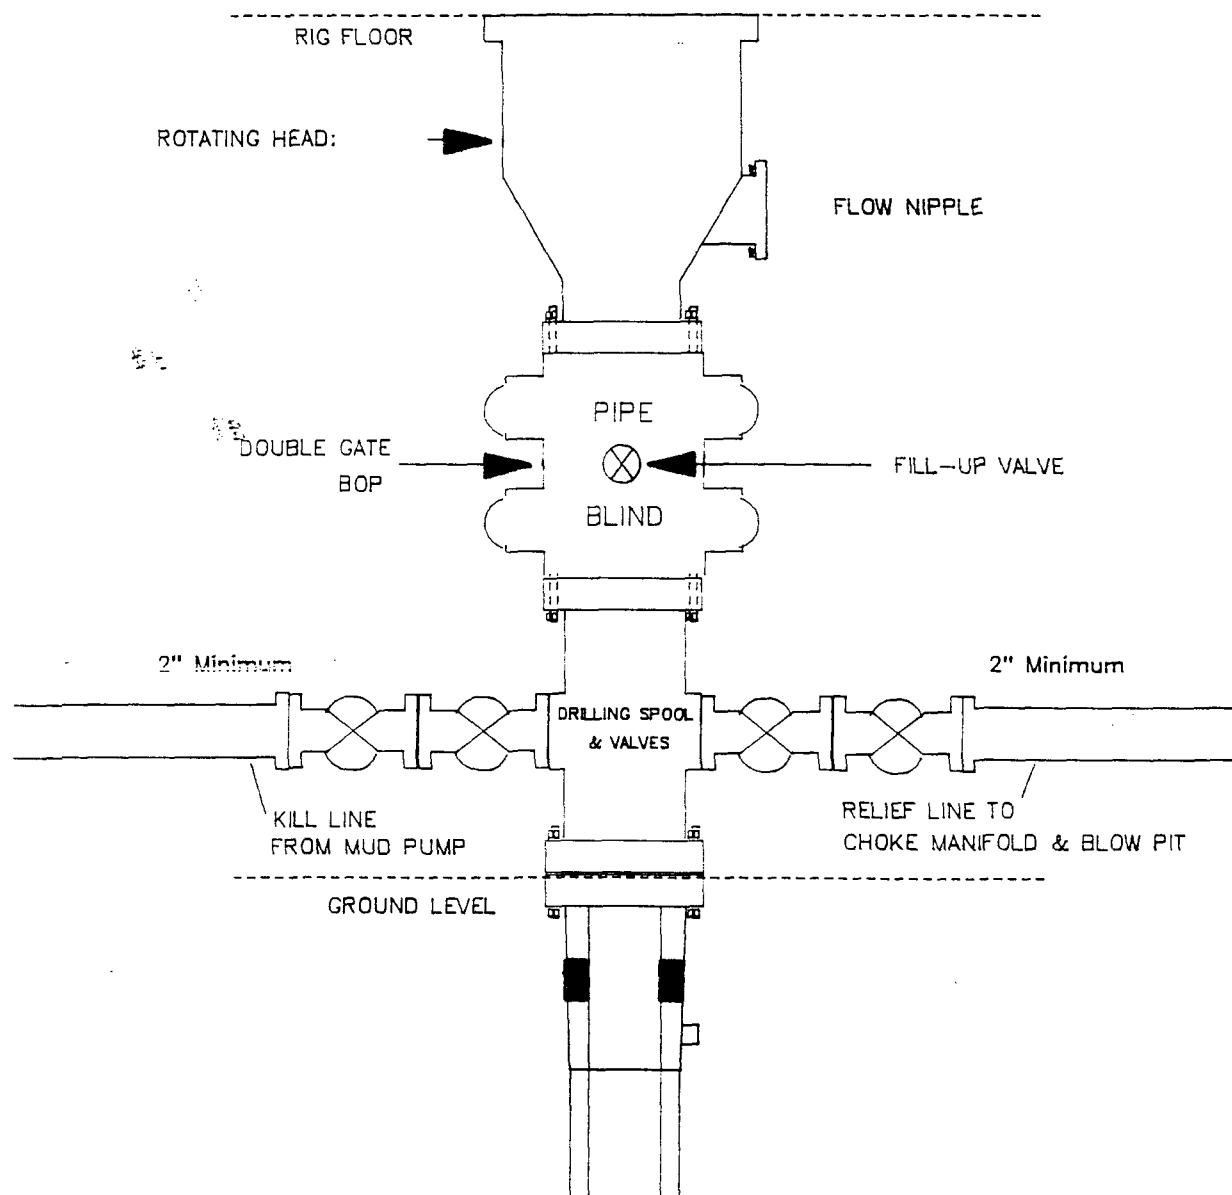 RIG FLOOR
ROTATING HEAD:
FLOW NIPPLE
PIPE
DOUBLE GATE
BOP
FILL-UP VALVE
BLIND
2" Minimum
2" Minimum
DRILLING SPOOL
& VALVES
KILL LINE
FROM MUD PUMP
RELIEF LINE TO
CHOKE MANIFOLD & BLOW PIT
GROUND LEVEL